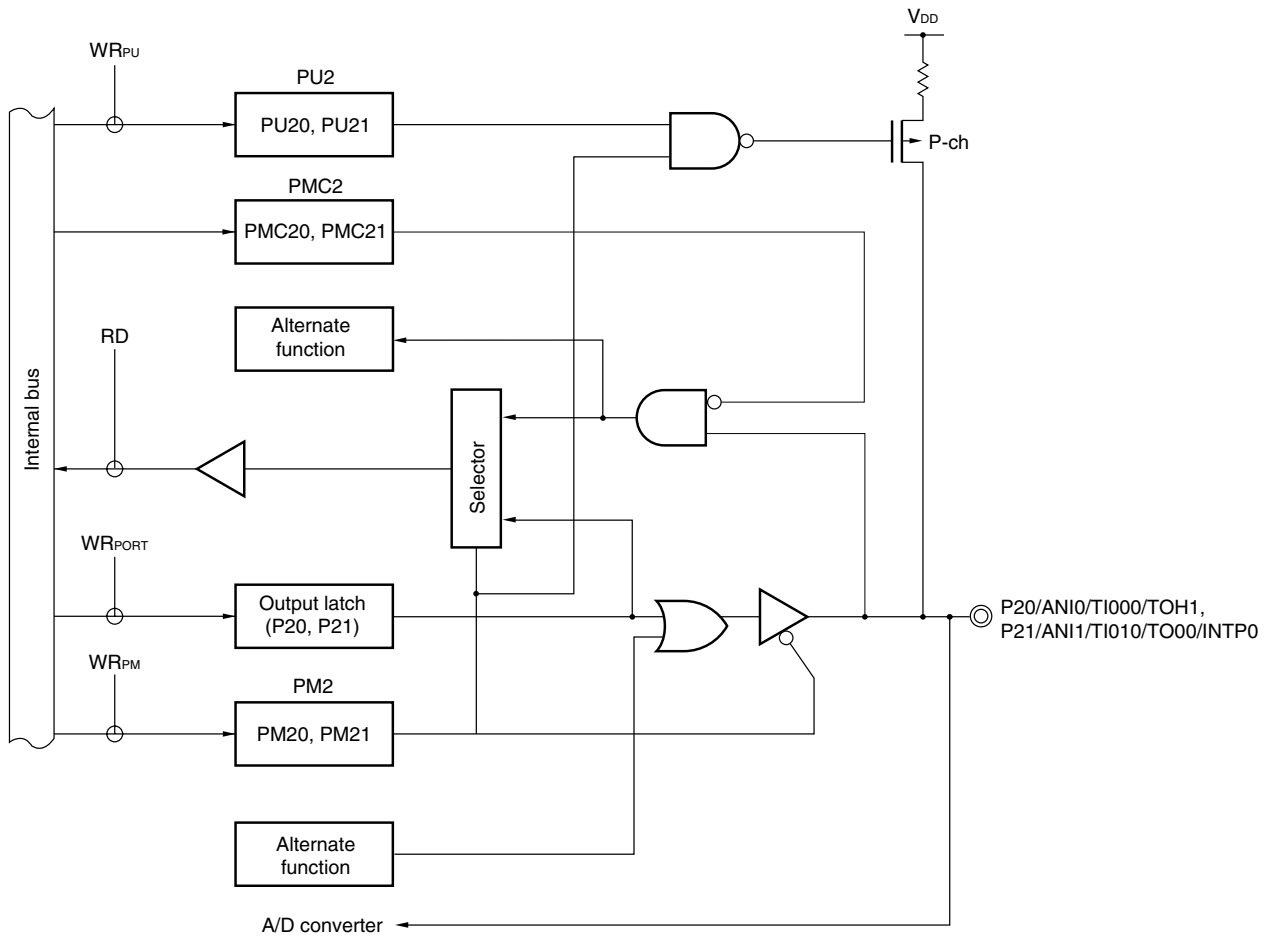 VDD
WRPU
PU2
PU20, PU21
P-ch
PMC2
PMC20, PMC21
Alternate
function
RD
Internal bus
Selector
WRPORT
Output latch
(P20, P21)
P20/ANI0/TI000/TOH1,
P21/ANI1/TI010/TO00/INTP0
WRPM
PM2
PM20, PM21
Alternate
function
A/D converter